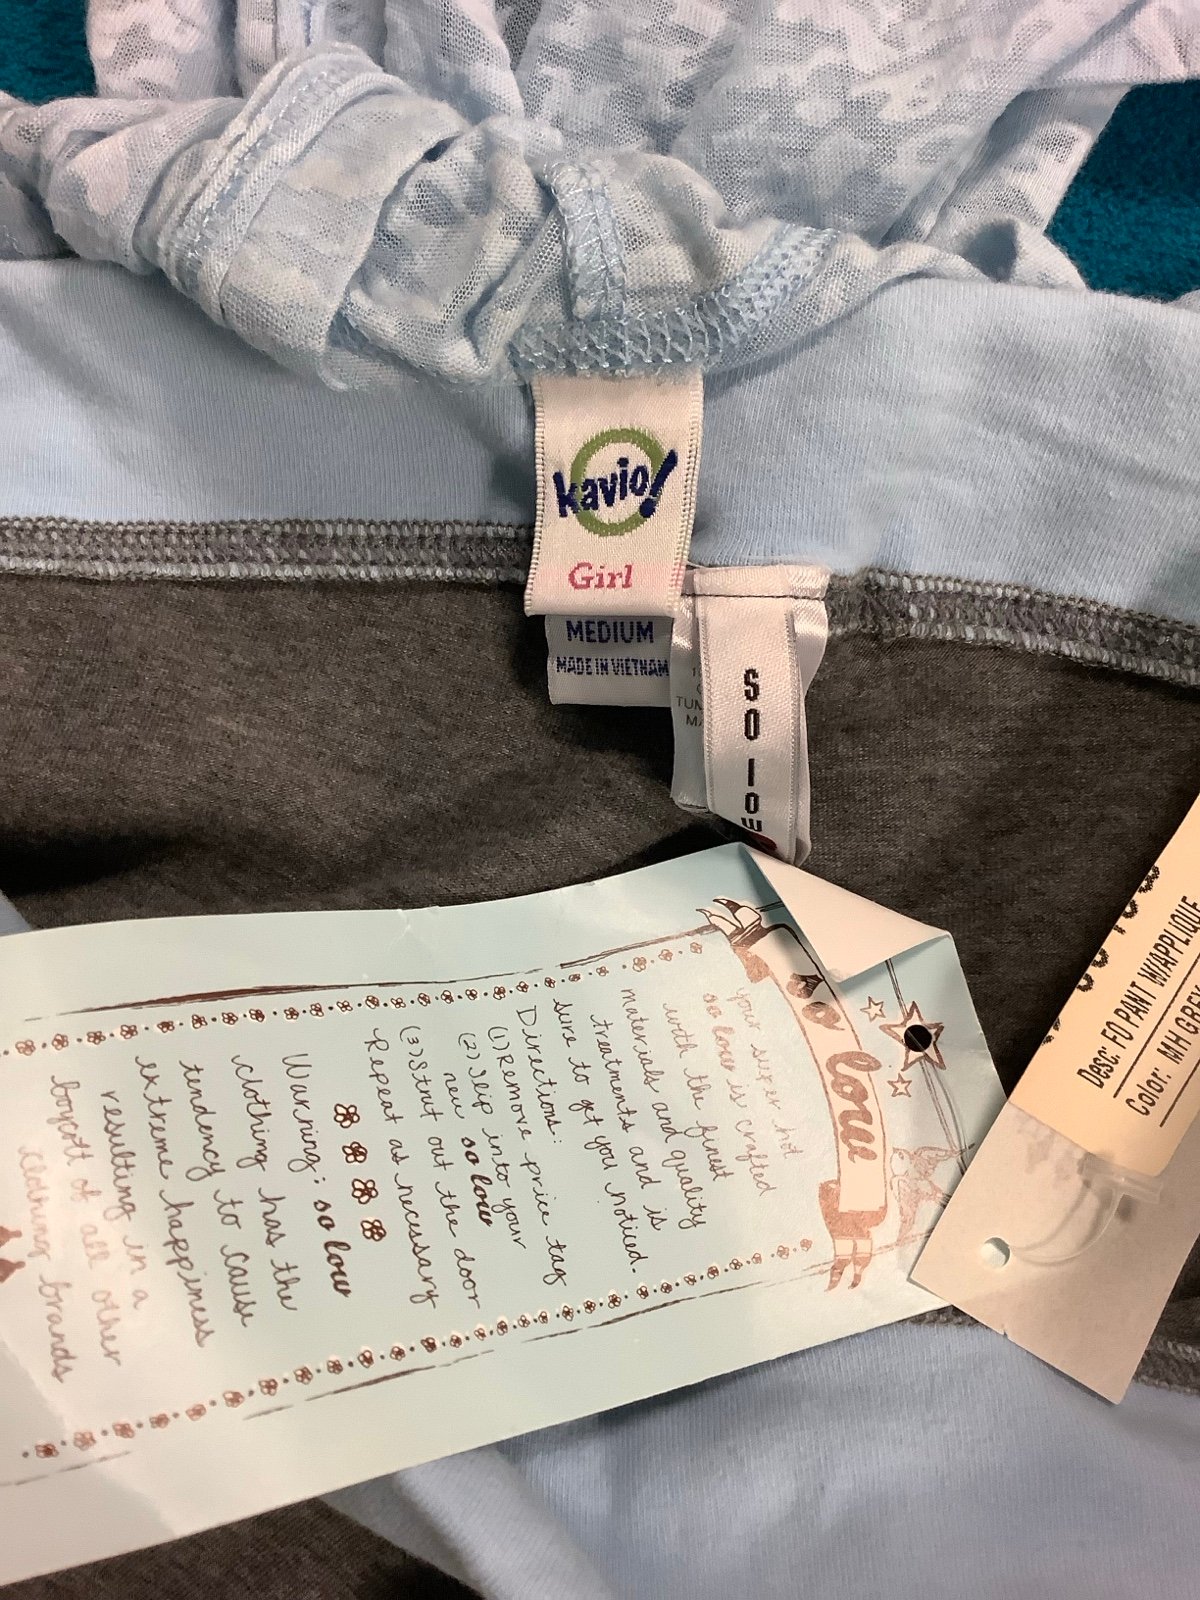 kavio!
Girl
MEDIUM
MADE IN VIETNAM
SO low
TUM
MA
so low
your super hot
so low is crafted
with the finest
materials and quality
treatments and is
sure to get you noticed.
Directions:
(1) Remove price tag
(2) Slip into your
new, so low
(3) Strut out the door
Repeat as necessary
Warning: so low
clothing has the
tendency to cause
extreme happiness
resulting in a
boycott of all other
clothing brands
Desc: FO PANT W/APPLIQUE
Color: MH GREY